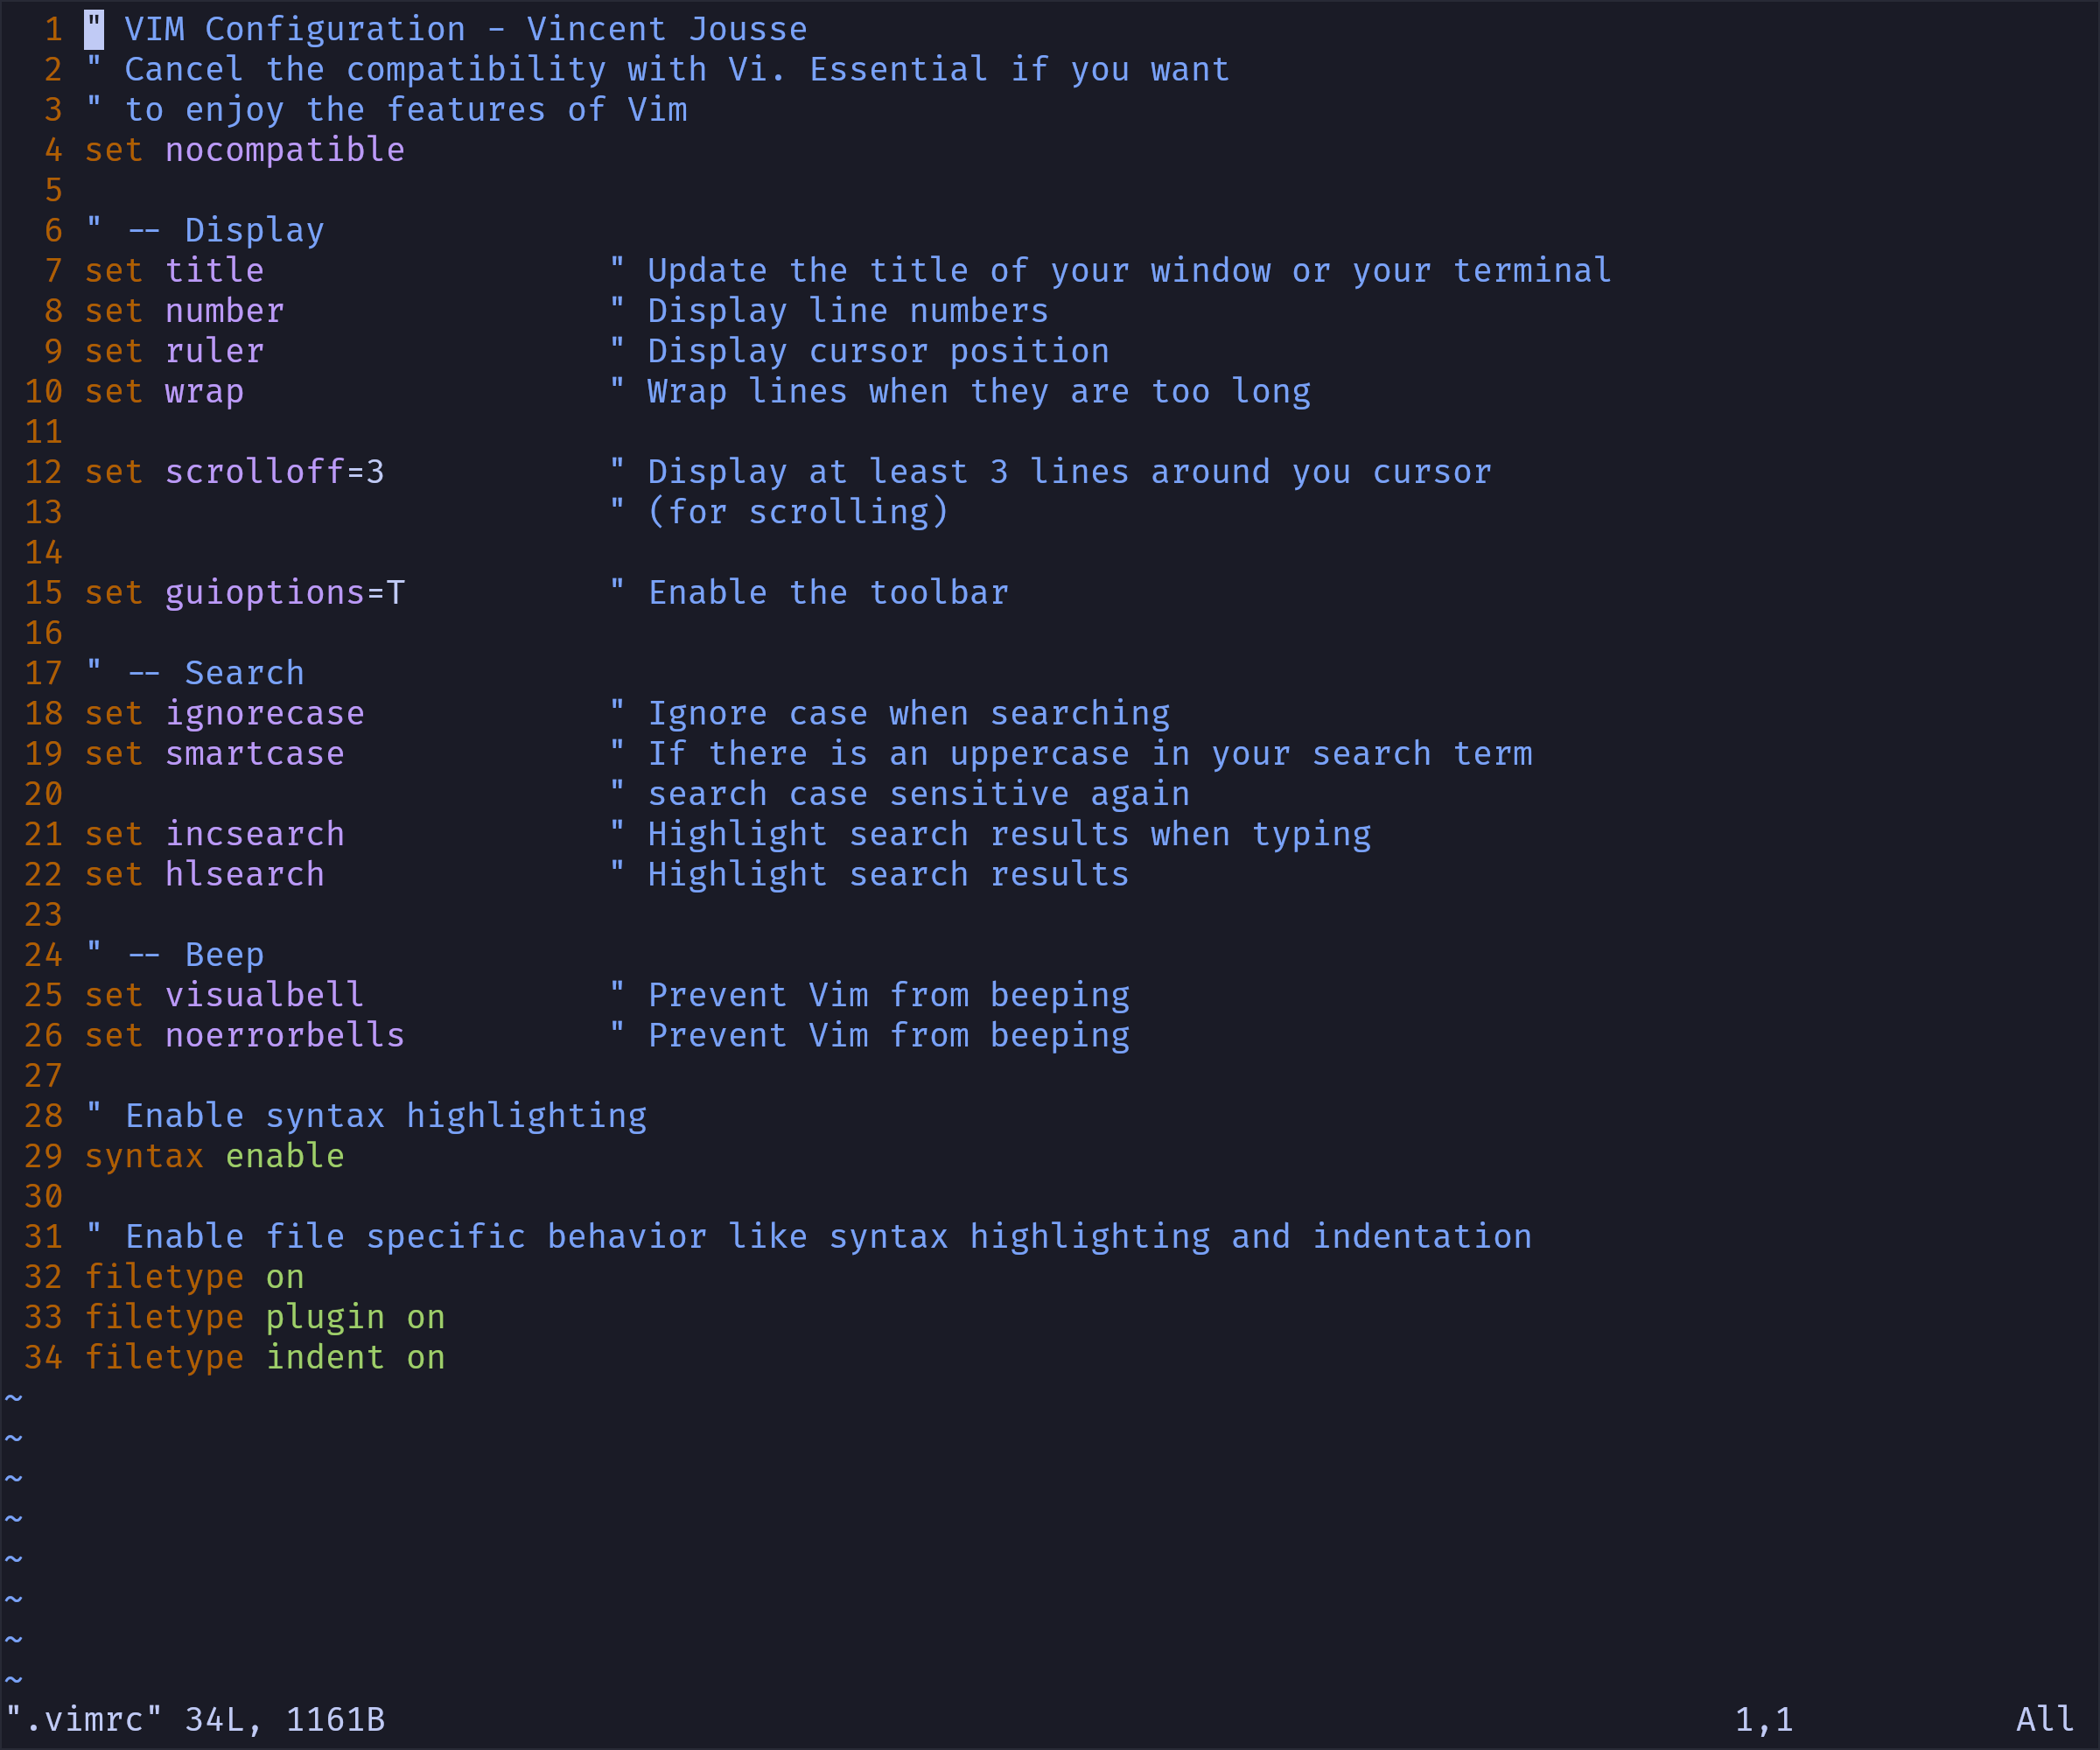 1 " VIM Configuration - Vincent Jousse
2 " Cancel the compatibility with Vi. Essential if you want
3 " to enjoy the features of Vim
4 set nocompatible
5
6 " -- Display
7 set title                 " Update the title of your window or your terminal
8 set number                " Display line numbers
9 set ruler                 " Display cursor position
10 set wrap                  " Wrap lines when they are too long
11
12 set scrolloff=3           " Display at least 3 lines around you cursor
13                           " (for scrolling)
14
15 set guioptions=T          " Enable the toolbar
16
17 " -- Search
18 set ignorecase            " Ignore case when searching
19 set smartcase             " If there is an uppercase in your search term
20                           " search case sensitive again
21 set incsearch             " Highlight search results when typing
22 set hlsearch              " Highlight search results
23
24 " -- Beep
25 set visualbell            " Prevent Vim from beeping
26 set noerrorbells          " Prevent Vim from beeping
27
28 " Enable syntax highlighting
29 syntax enable
30
31 " Enable file specific behavior like syntax highlighting and indentation
32 filetype on
33 filetype plugin on
34 filetype indent on
~
~
~
~
~
~
~
~
".vimrc" 34L, 1161B 1,1 All